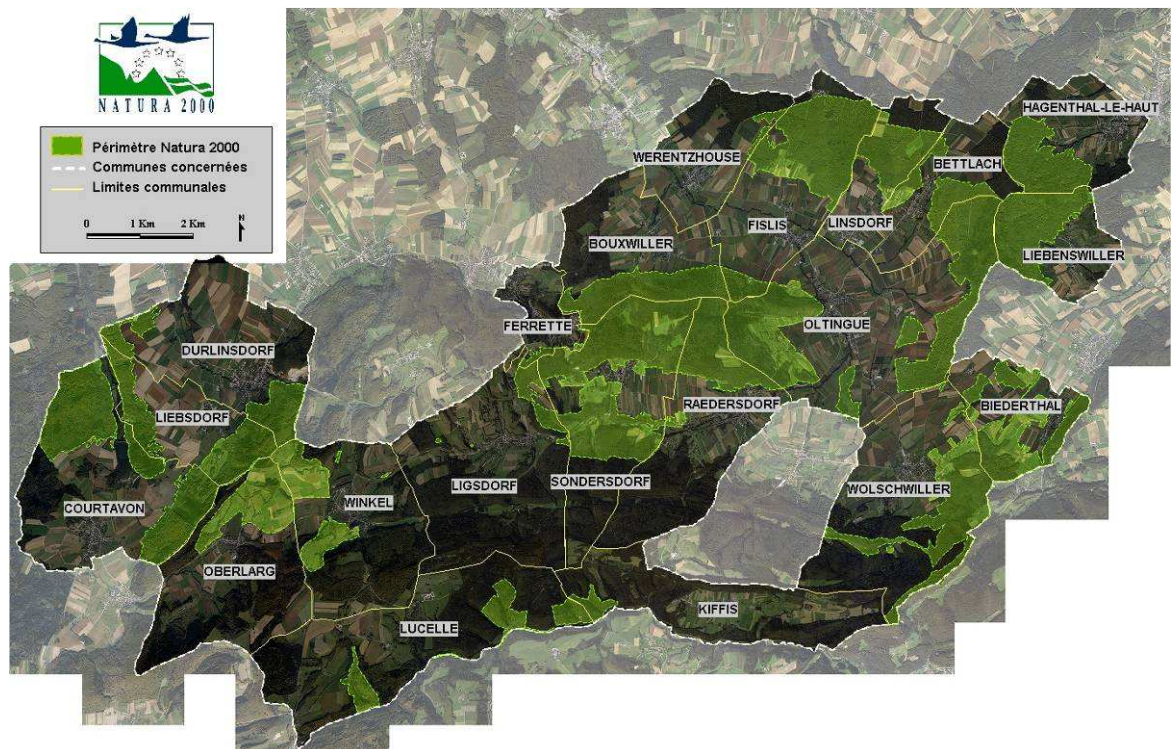 NATURA 2000
Périmètre Natura 2000
Communes concernées
Limites communales
0 1 Km 2 Km
N
HAGENTHAL-LE-HAUT
WERENTZHOUSE
BETTLACH
FISLIS
LINSDORF
BOUXWILLER
LIEBENSWILLER
FERRETTE
OLTINGUE
DURLINSDORF
RAEDERSDORF
BIEDERTHAL
LIEBSDORF
LIGSDORF
SONDERSDORF
WOLSCHWILLER
WINKEL
COURTAVON
OBERLARG
KIFFIS
LUCELLE